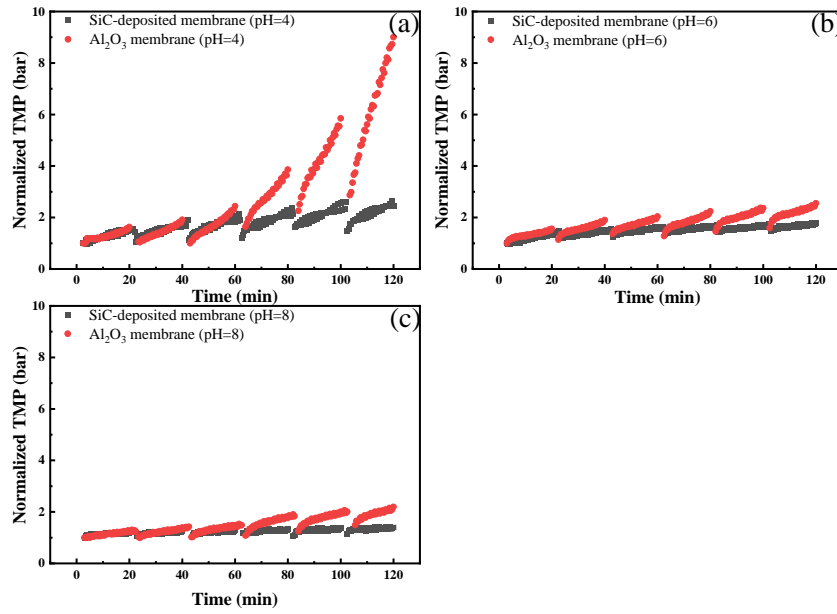 SiC-deposited membrane (pH=4)
Al₂O₃ membrane (pH=4)
(a)
Normalized TMP (bar)
10
8
6
4
2
0
0 20 40 60 80 100 120
Time (min)
SiC-deposited membrane (pH=6)
Al₂O₃ membrane (pH=6)
(b)
Normalized TMP (bar)
10
8
6
4
2
0
0 20 40 60 80 100 120
Time (min)
SiC-deposited membrane (pH=8)
Al₂O₃ membrane (pH=8)
(c)
Normalized TMP (bar)
10
8
6
4
2
0
0 20 40 60 80 100 120
Time (min)